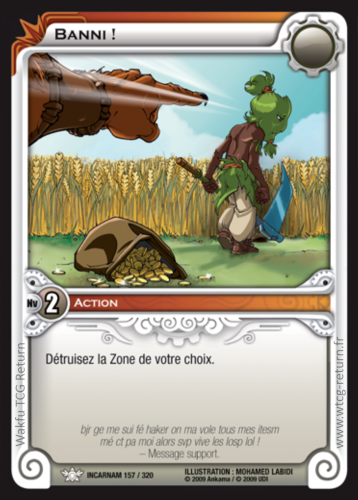 BANNI !
Nv 2 ACTION
Détruisez la Zone de votre choix.
bjr ge me sui fé haker on ma vole tous mes itesm
mé ct pa moi alors svp vive les losp lol !
– Message support.
INCARNAM 157 / 320
ILLUSTRATION : MOHAMED LABIDI
© 2009 Ankama / © 2009 UDI
Wakfu TCG Return
www.wtcg-return.fr